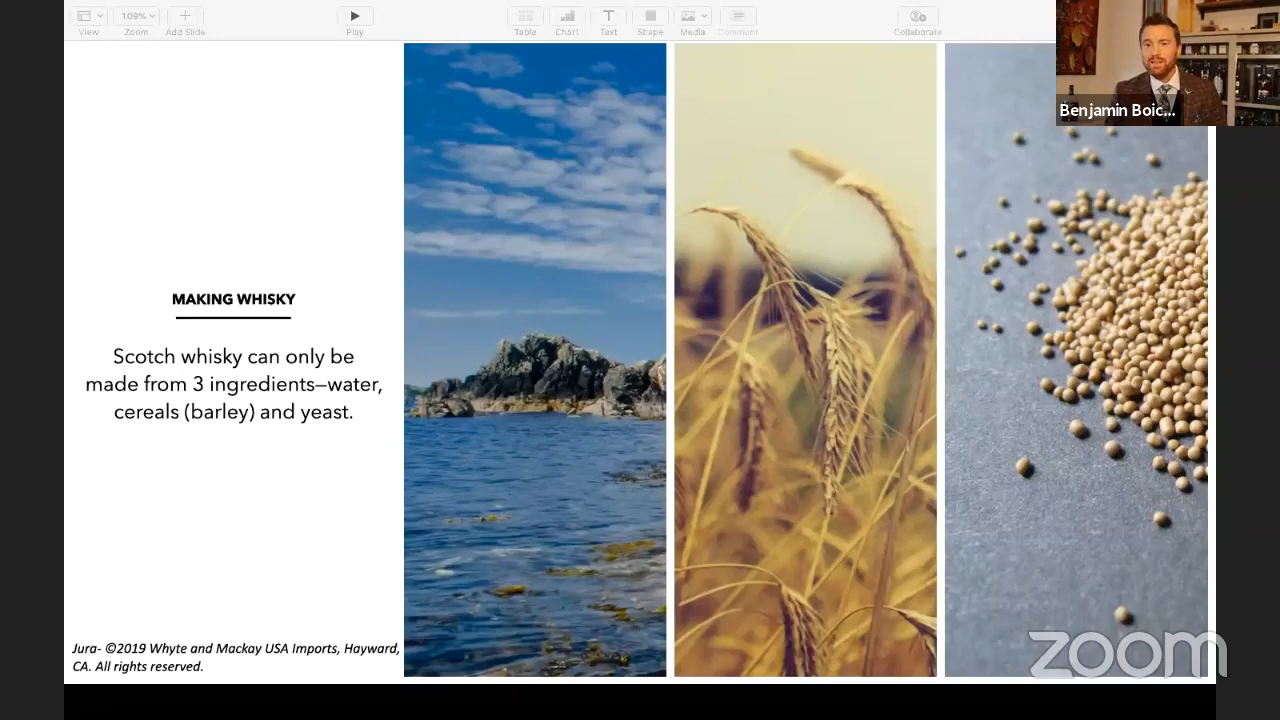 109%
View
Zoom
Add Slide
Play
Table
Chart
Text
Shape
Media
Comment
Collaborate
Benjamin Boic...
MAKING WHISKY
Scotch whisky can only be
made from 3 ingredients—water,
cereals (barley) and yeast.
Jura- ©2019 Whyte and Mackay USA Imports, Hayward,
CA. All rights reserved.
zoom